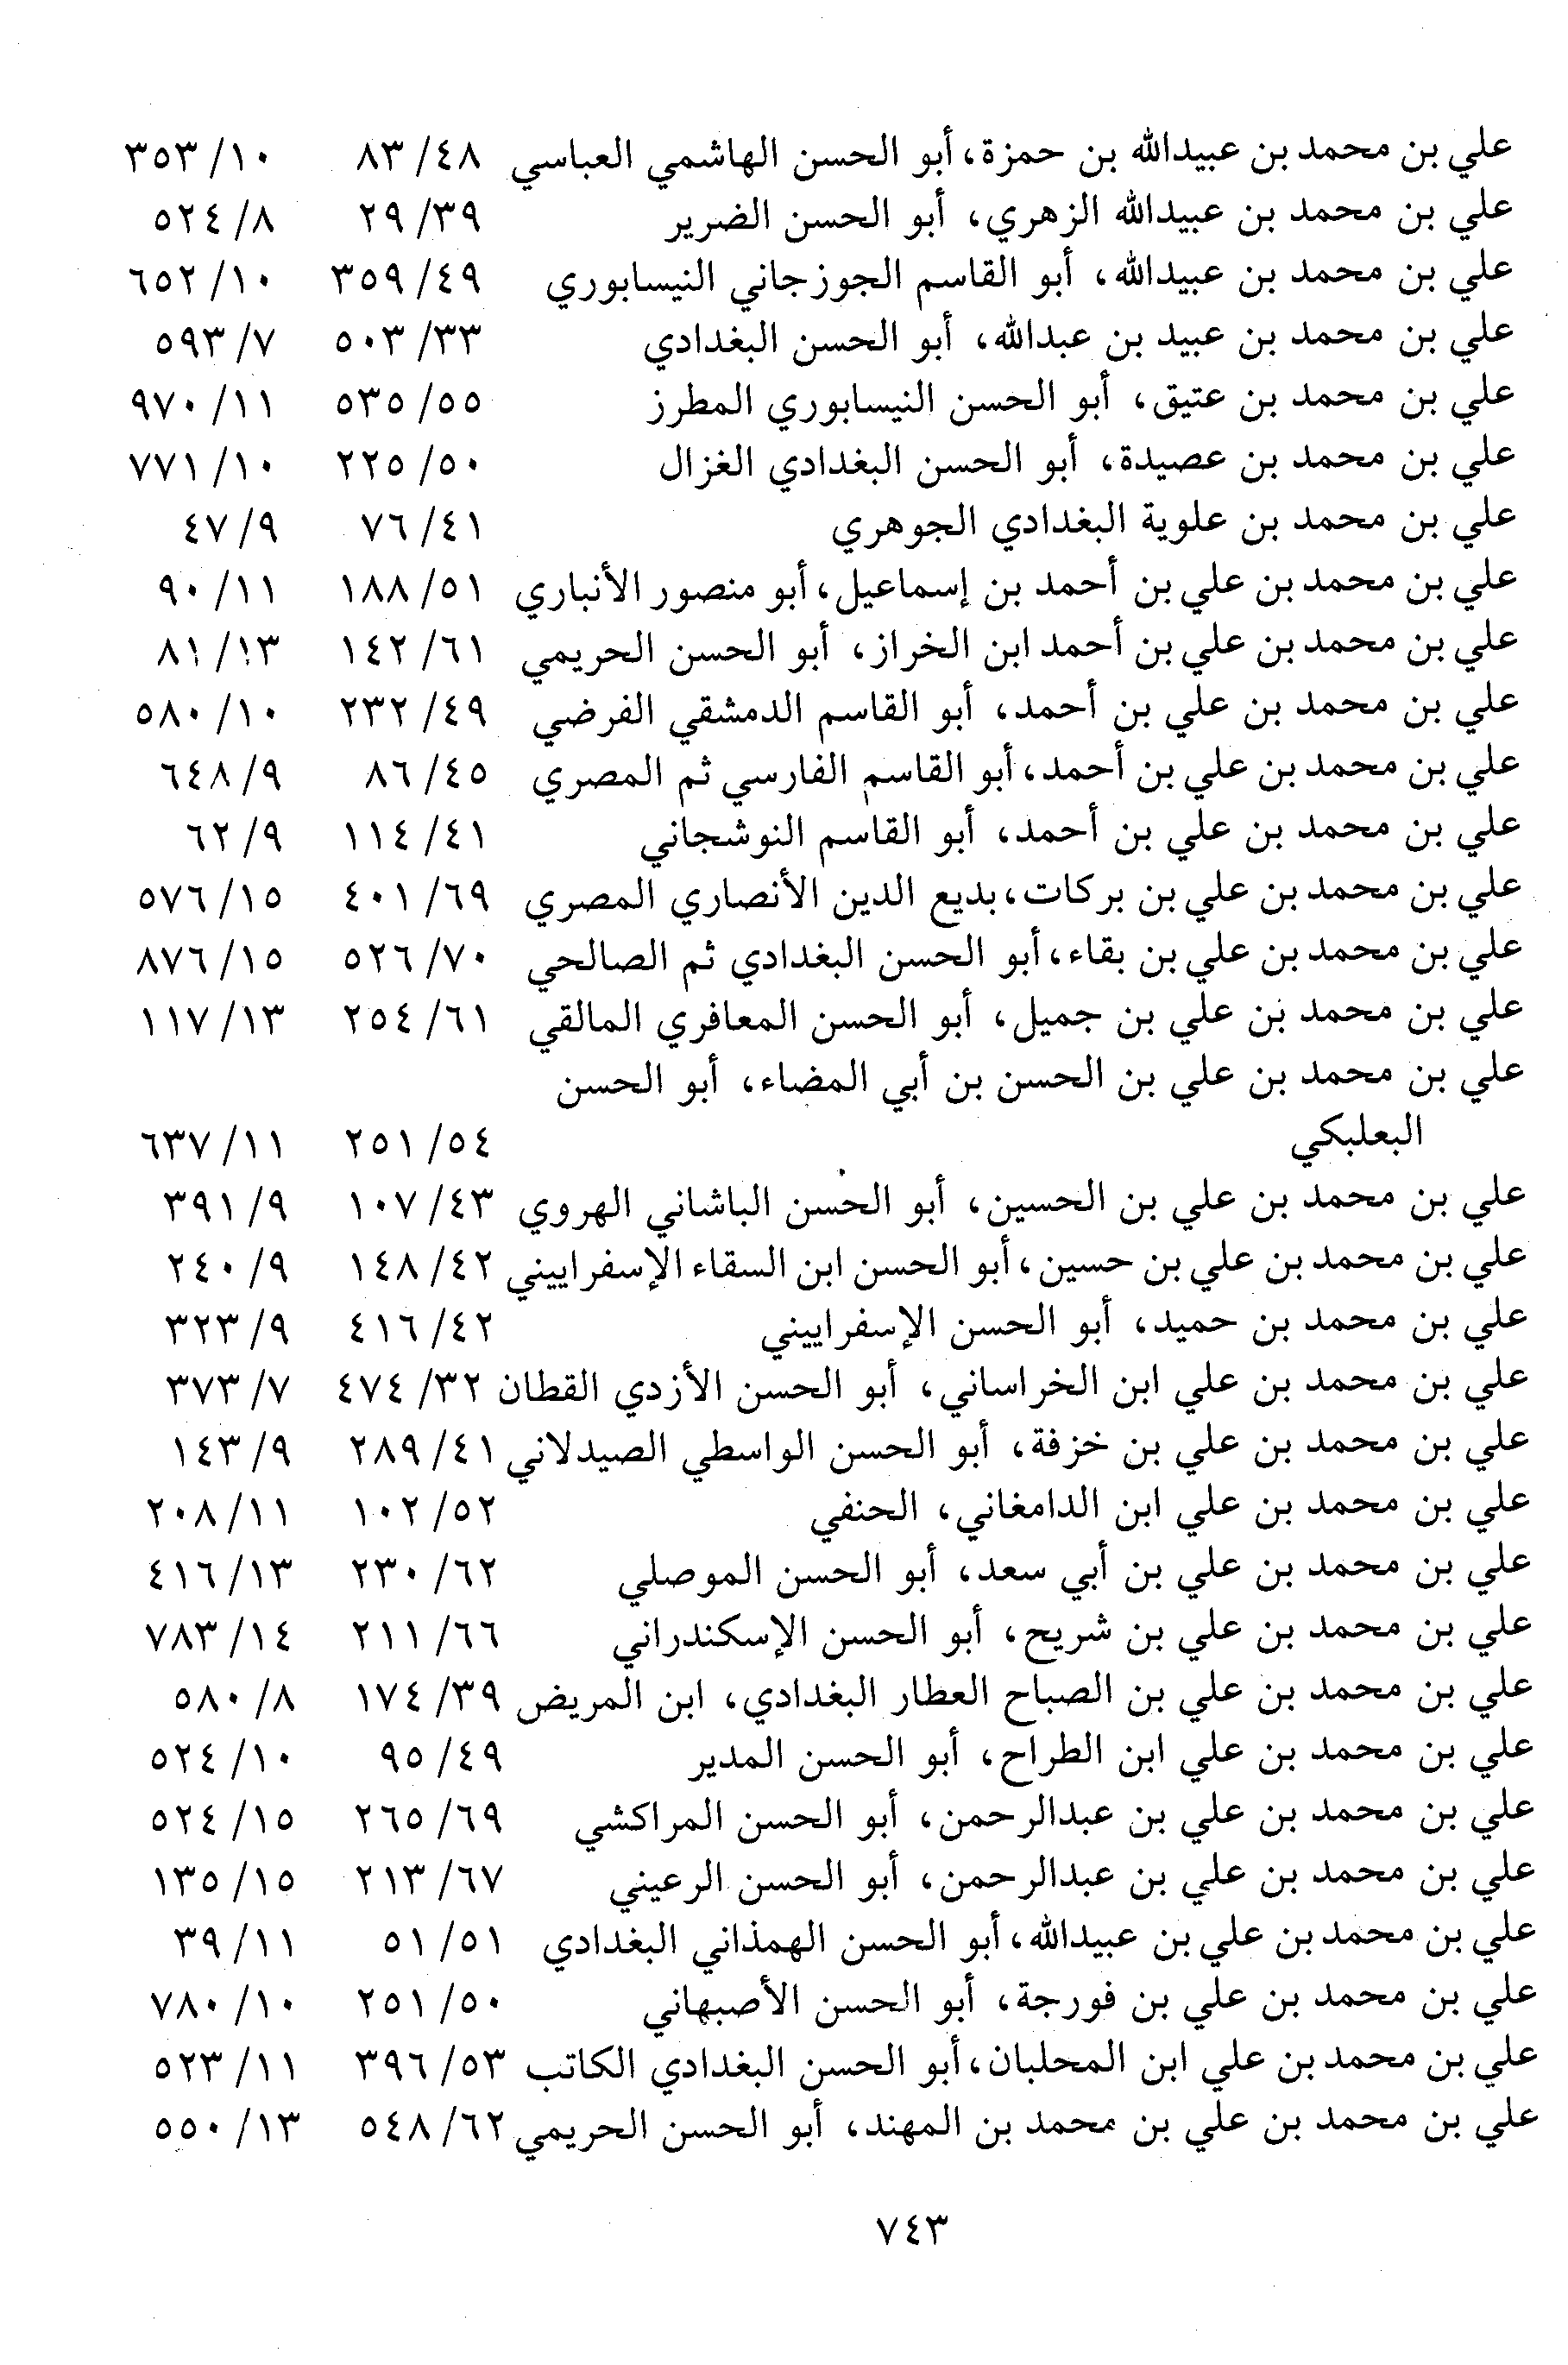 علي بن محمد بن عبيدالله بن حمزة، أبو الحسن الهاشمي العباسي ٤٨/ ٨٣ ١٠/ ٣٥٣
علي بن محمد بن عبيدالله الزهري، أبو الحسن الضرير ٣٩/ ٢٩ ٨/ ٥٢٤
علي بن محمد بن عبيدالله، أبو القاسم الجوزجاني النيسابوري ٤٩/ ٣٥٩ ١٠/ ٦٥٢
علي بن محمد بن عبيد بن عبدالله، أبو الحسن البغدادي ٣٣/ ٥٠٣ ٧/ ٥٩٣
علي بن محمد بن عتيق، أبو الحسن النيسابوري المطرز ٥٥/ ٥٣٥ ١١/ ٩٧٠
علي بن محمد بن عصيدة، أبو الحسن البغدادي الغزال ٥٠/ ٢٢٥ ١٠/ ٧٧١
علي بن محمد بن علوية البغدادي الجوهري ٤١/ ٧٦ ٩/ ٤٧
علي بن محمد بن علي بن أحمد بن إسماعيل، أبو منصور الأنباري ٥١/ ١٨٨ ١١/ ٩٠
علي بن محمد بن علي بن أحمد ابن الخراز، أبو الحسن الحريمي ٦١/ ١٤٢ ١٣/ ٨١
علي بن محمد بن علي بن أحمد، أبو القاسم الدمشقي الفرضي ٤٩/ ٢٣٢ ١٠/ ٥٨٠
علي بن محمد بن علي بن أحمد، أبو القاسم الفارسي ثم المصري ٤٥/ ٨٦ ٩/ ٦٤٨
علي بن محمد بن علي بن أحمد، أبو القاسم النوشجاني ٤١/ ١١٤ ٩/ ٦٢
علي بن محمد بن علي بن بركات، بديع الدين الأنصاري المصري ٦٩/ ٤٠١ ١٥/ ٥٧٦
علي بن محمد بن علي بن بقاء، أبو الحسن البغدادي ثم الصالحي ٧٠/ ٥٢٦ ١٥/ ٨٧٦
علي بن محمد بن علي بن جميل، أبو الحسن المعافري المالقي ٦١/ ٢٥٤ ١٣/ ١١٧
علي بن محمد بن علي بن الحسن بن أبي المضاء، أبو الحسن
البعلبكي ٥٤/ ٢٥١ ١١/ ٦٣٧
علي بن محمد بن علي بن الحسين، أبو الحسن الباشاني الهروي ٤٣/ ١٠٧ ٩/ ٣٩١
علي بن محمد بن علي بن حسين، أبو الحسن ابن السقاء الإسفراييني ٤٢/ ١٤٨ ٩/ ٢٤٠
علي بن محمد بن حميد، أبو الحسن الإسفراييني ٤٢/ ٤١٦ ٩/ ٣٢٣
علي بن محمد بن علي ابن الخراساني، أبو الحسن الأزدي القطان ٣٢/ ٤٧٤ ٧/ ٣٧٣
علي بن محمد بن علي بن خزفة، أبو الحسن الواسطي الصيدلاني ٤١/ ٢٨٩ ٩/ ١٤٣
علي بن محمد بن علي ابن الدامغاني، الحنفي ٥٢/ ١٠٢ ١١/ ٢٠٨
علي بن محمد بن علي بن أبي سعد، أبو الحسن الموصلي ٦٢/ ٢٣٠ ١٣/ ٤١٦
علي بن محمد بن علي بن شريح، أبو الحسن الإسكندراني ٦٦/ ٢١١ ١٤/ ٧٨٣
علي بن محمد بن علي بن الصباح العطار البغدادي، ابن المريض ٣٩/ ١٧٤ ٨/ ٥٨٠
علي بن محمد بن علي ابن الطراح، أبو الحسن المدير ٤٩/ ٩٥ ١٠/ ٥٢٤
علي بن محمد بن علي بن عبدالرحمن، أبو الحسن المراكشي ٦٩/ ٢٦٥ ١٥/ ٥٢٤
علي بن محمد بن علي بن عبدالرحمن، أبو الحسن الرعيني ٦٧/ ٢١٣ ١٥/ ١٣٥
علي بن محمد بن علي بن عبيدالله، أبو الحسن الهمذاني البغدادي ٥١/ ٥١ ١١/ ٣٩
علي بن محمد بن علي بن فورجة، أبو الحسن الأصبهاني ٥٠/ ٢٥١ ١٠/ ٧٨٠
علي بن محمد بن علي ابن المحلبان، أبو الحسن البغدادي الكاتب ٥٣/ ٣٩٦ ١١/ ٥٢٣
علي بن محمد بن علي بن محمد بن المهند، أبو الحسن الحريمي ٦٢/ ٥٤٨ ١٣/ ٥٥٠
٧٤٣